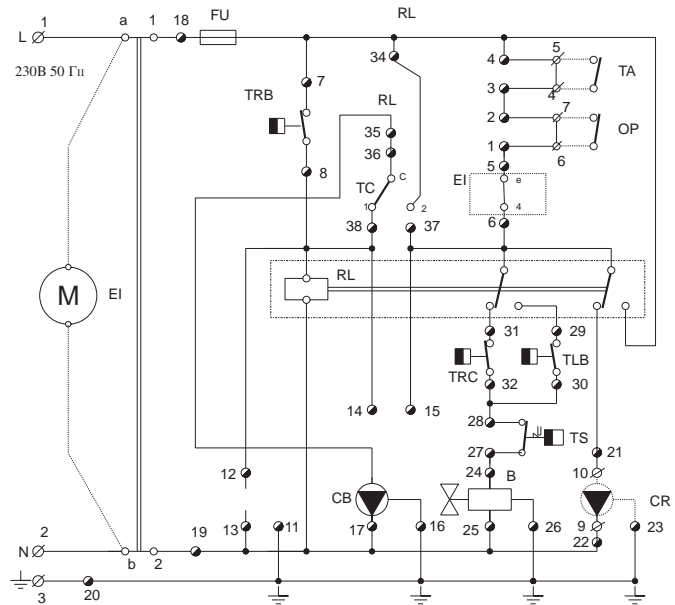 18 FU RL
1 a 1
L
34
5
4 TA
230В 50 Гц
7
3 4
TRB RL 2 7
35 OP
36 1 6
8 C 5
TC EI e
1 2 4
38 37 6
RL
M EI
31 29
TRC TLB
32 30
14 15
28
TS
27 21
12 24 10
B
CB CR
13 11 17 16 25 26 9 23
2 19 22
N
b 2
3 20